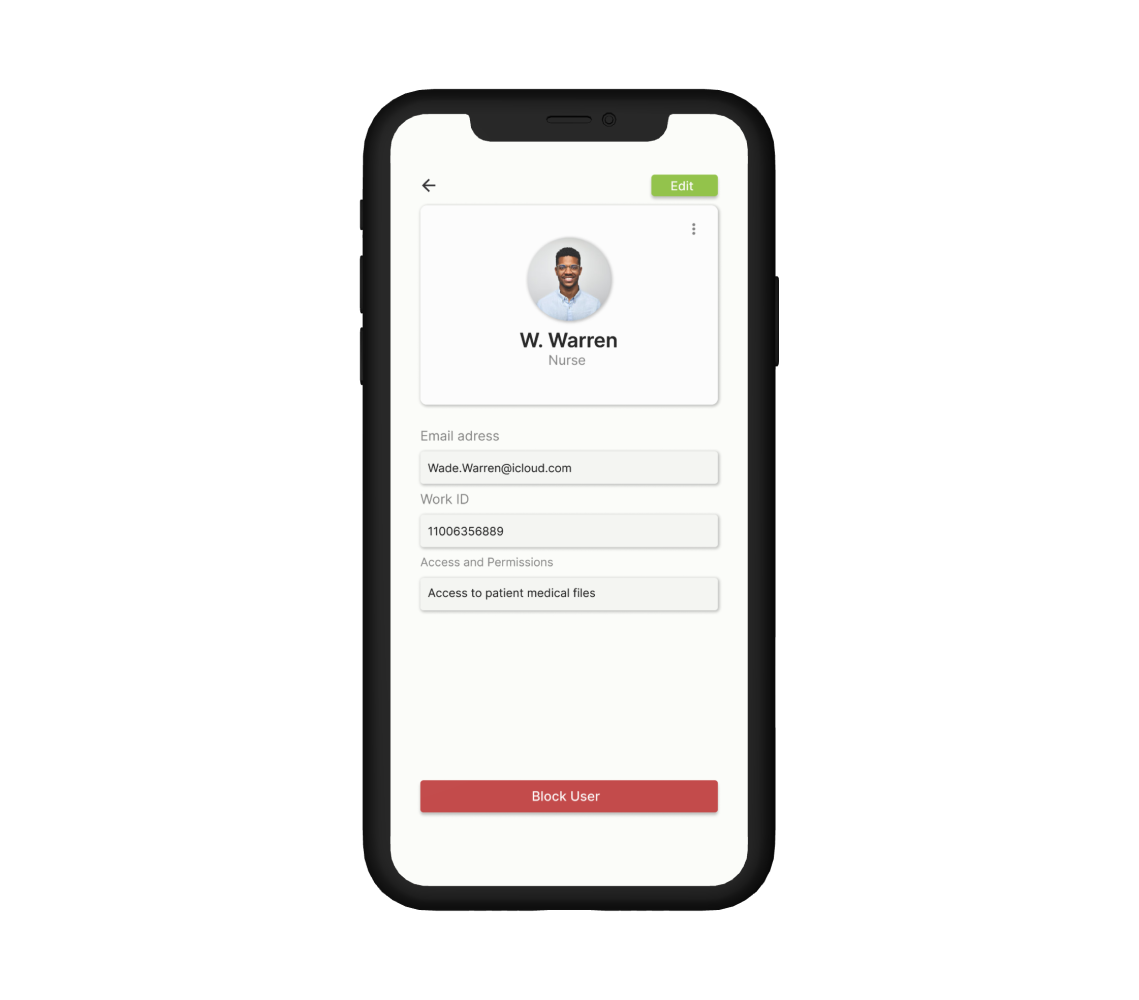 Edit
W. Warren
Nurse
Email adress
Wade.Warren@icloud.com
Work ID
11006356889
Access and Permissions
Access to patient medical files
Block User